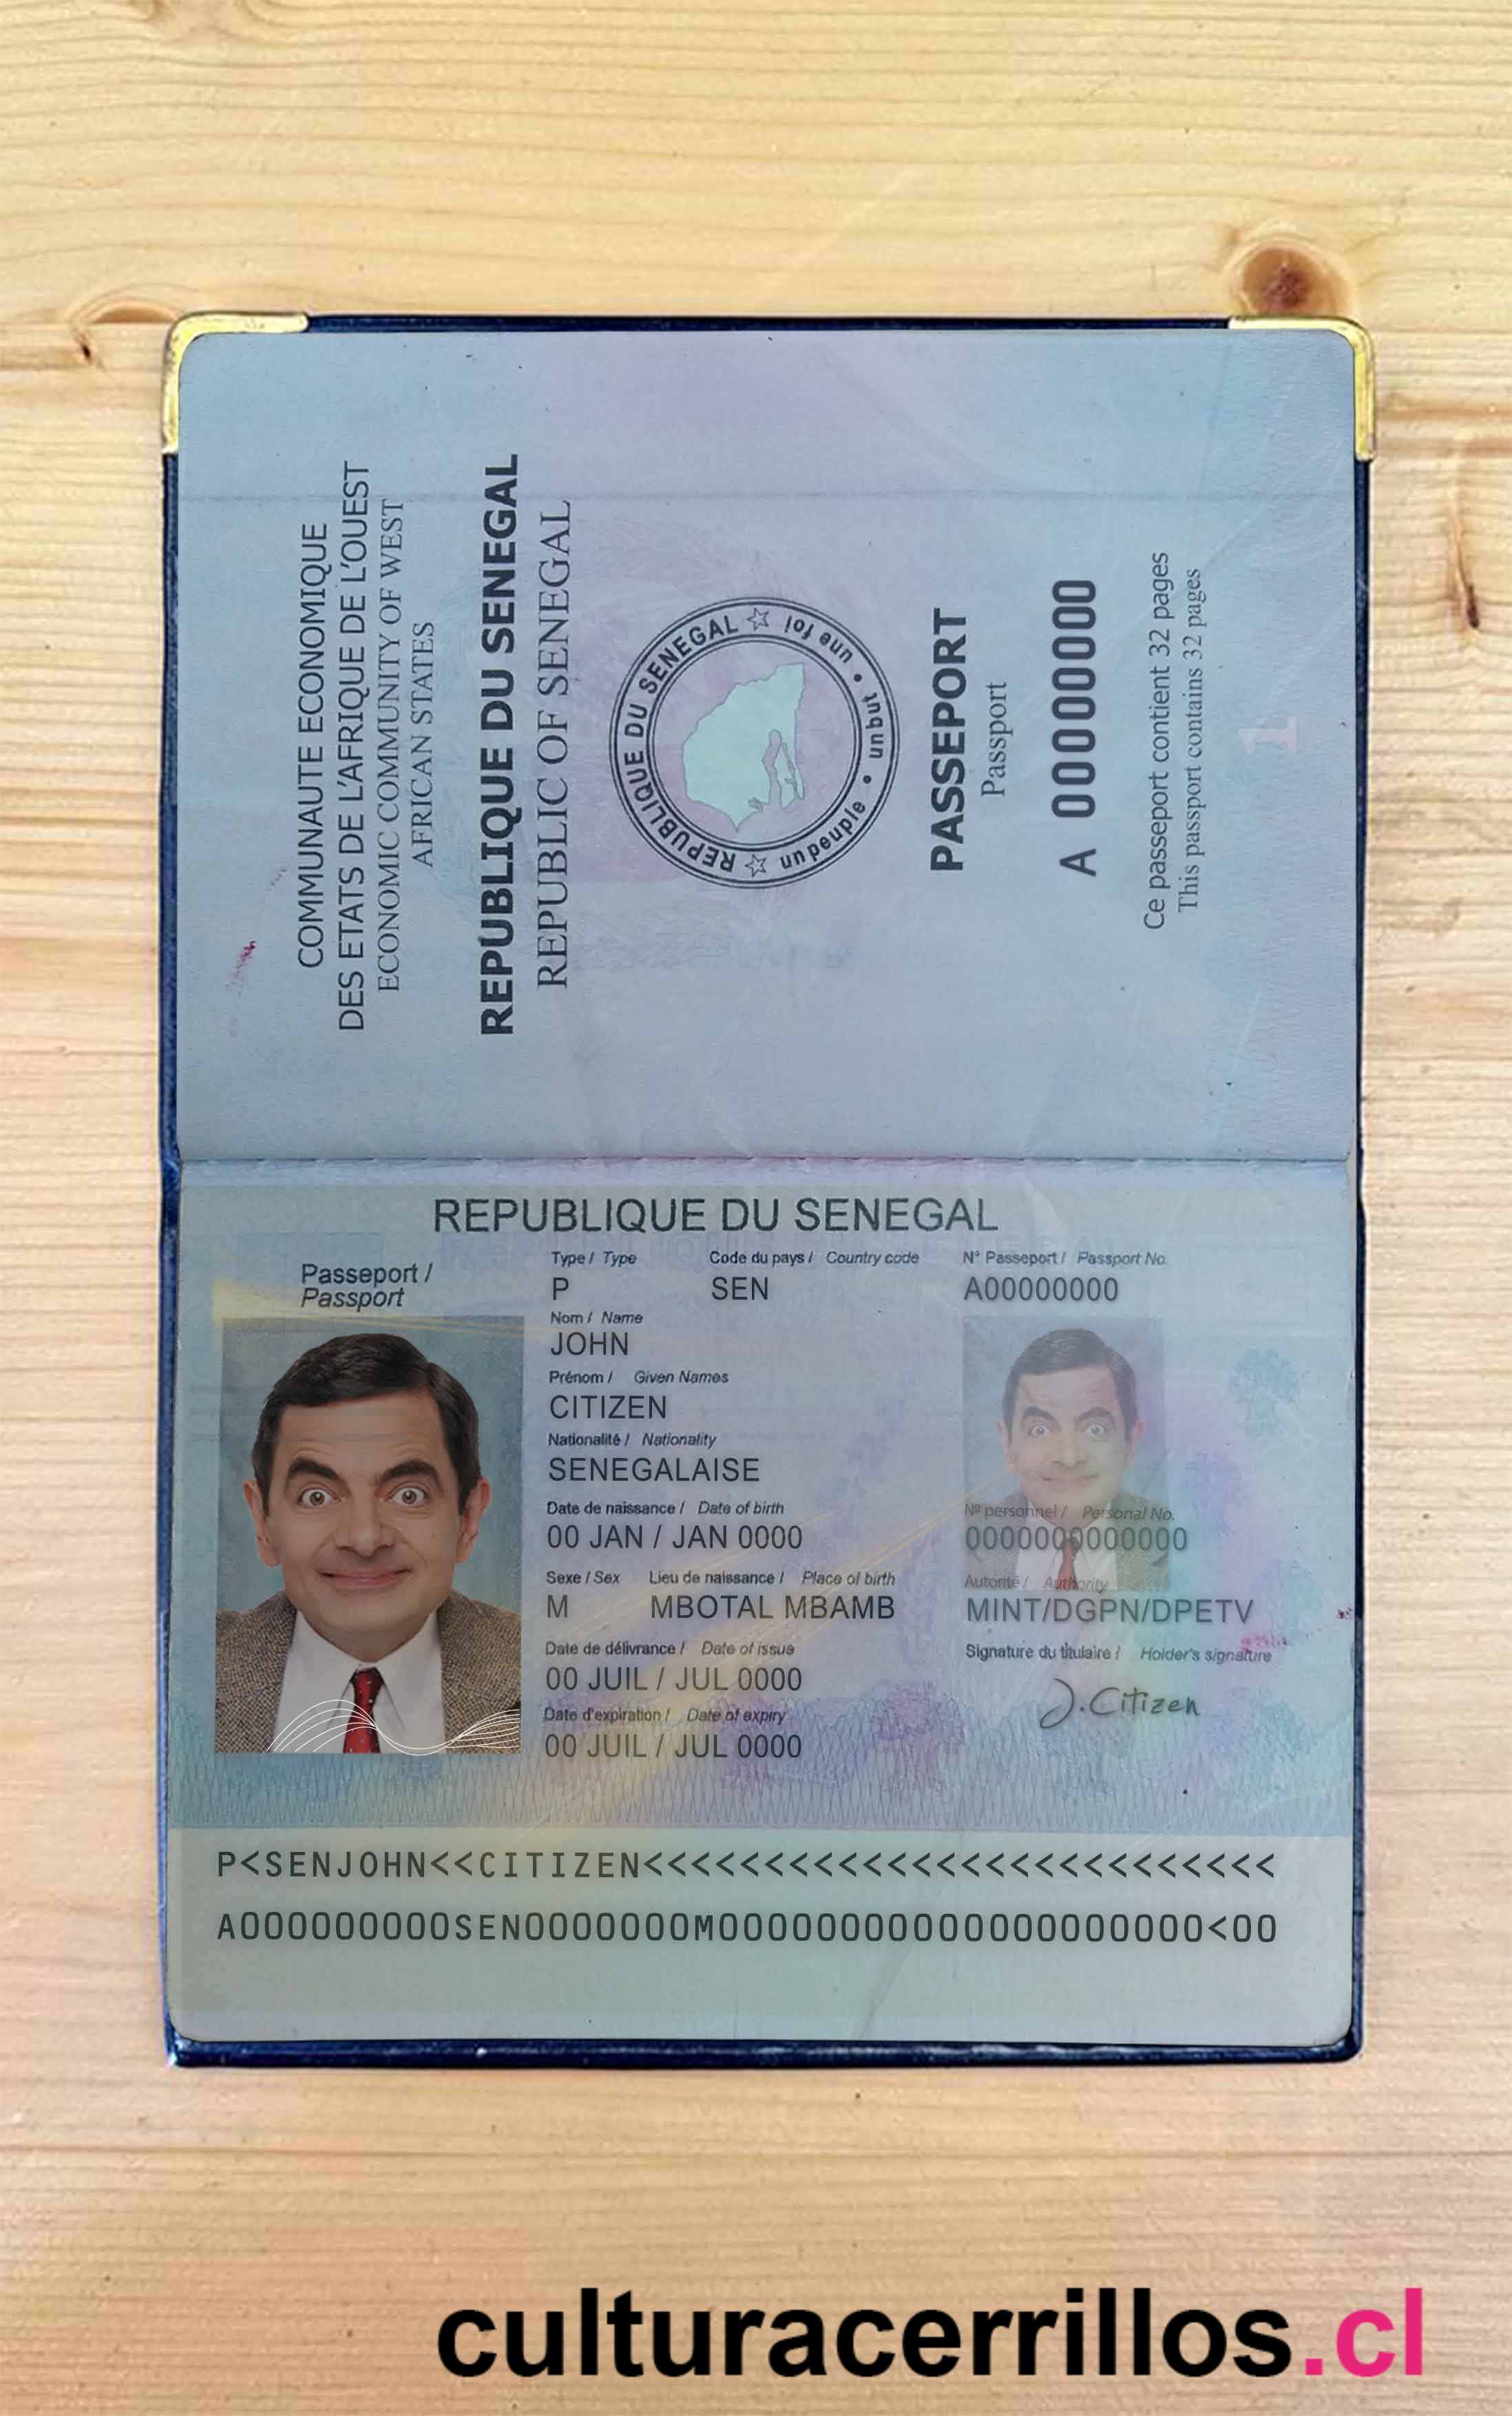 COMMUNAUTE ECONOMIQUE
DES ETATS DE L'AFRIQUE DE L'OUEST
ECONOMIC COMMUNITY OF WEST
AFRICAN STATES
REPUBLIQUE DU SENEGAL
REPUBLIC OF SENEGAL
REPUBLIQUE DU SENEGAL
un peuple • un but • une foi
PASSEPORT
Passport
A 00000000
Ce passeport contient 32 pages
This passport contains 32 pages
1
REPUBLIQUE DU SENEGAL
Passeport /
Passport
Type / Type Code du pays / Country code N° Passeport / Passport No
P SEN A00000000
Nom / Name
JOHN
Prénom / Given Names
CITIZEN
Nationalité / Nationality
SENEGALAISE
Date de naissance / Date of birth Nº personnel / Personal No.
00 JAN / JAN 0000 0000000000000
Sexe / Sex Lieu de naissance / Place of birth Autorité / Authority
M MBOTAL MBAMB MINT/DGPN/DPETV
Date de délivrance / Date of issue Signature du titulaire / Holder's signature
00 JUIL / JUL 0000 J.Citizen
Date d'expiration / Date of expiry
00 JUIL / JUL 0000
P<SENJOHN<<CITIZEN<<<<<<<<<<<<<<<<<<<<<<<<<<
A000000000SEN0000000M00000000000000000000<00
culturacerrillos.cl